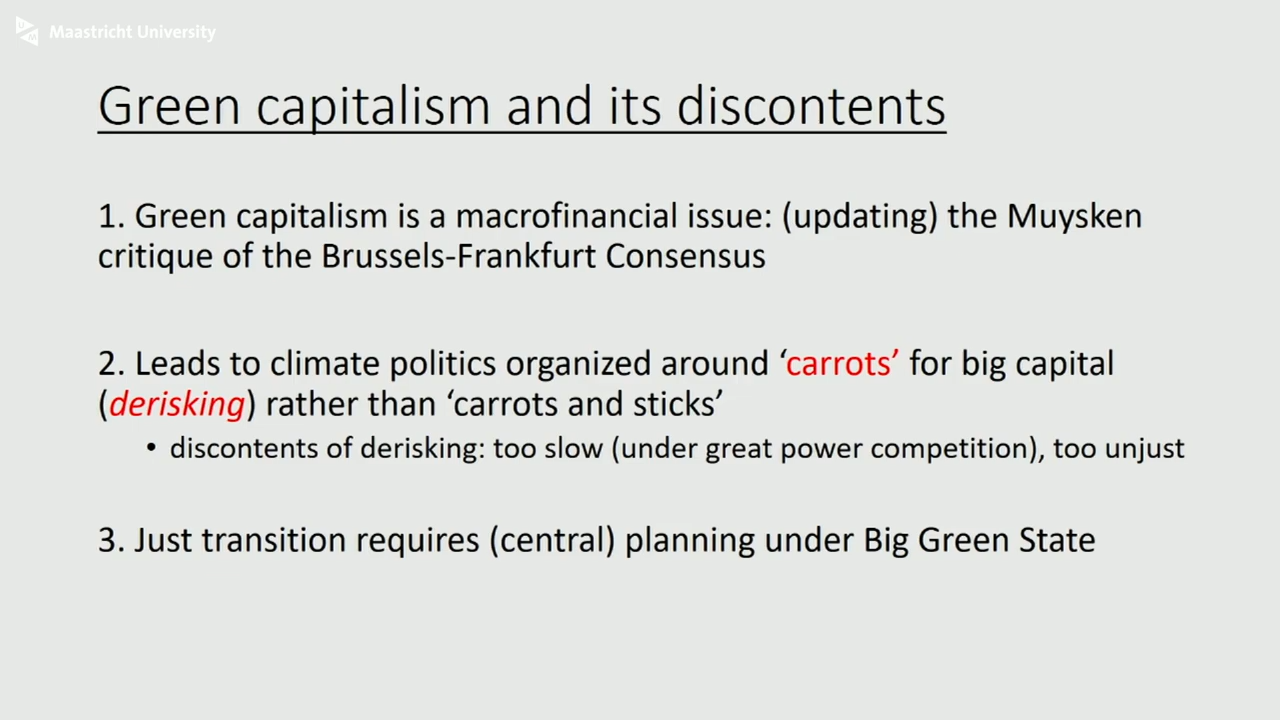 Maastricht University
Green capitalism and its discontents
1. Green capitalism is a macrofinancial issue: (updating) the Muysken
critique of the Brussels-Frankfurt Consensus
2. Leads to climate politics organized around ‘carrots’ for big capital
(derisking) rather than ‘carrots and sticks’
• discontents of derisking: too slow (under great power competition), too unjust
3. Just transition requires (central) planning under Big Green State